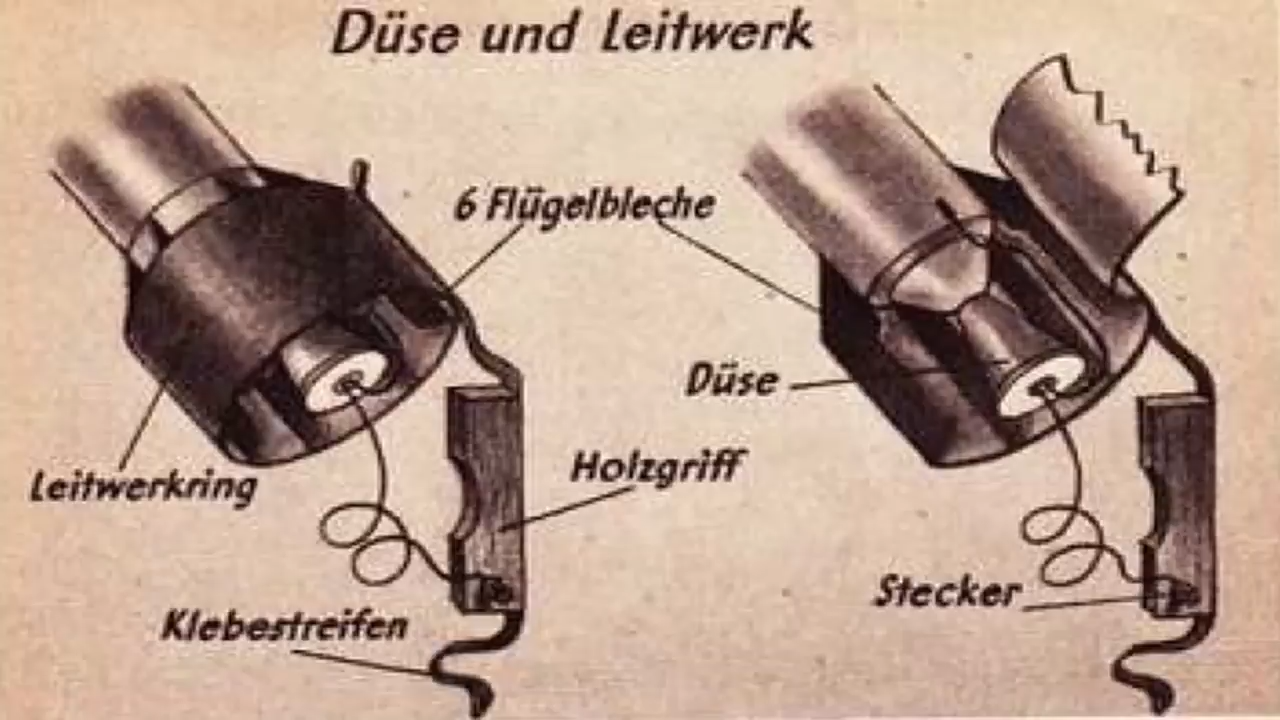 Düse und Leitwerk
6 Flügelbleche
Düse
Leitwerkring
Holzgriff
Stecker
Klebestreifen